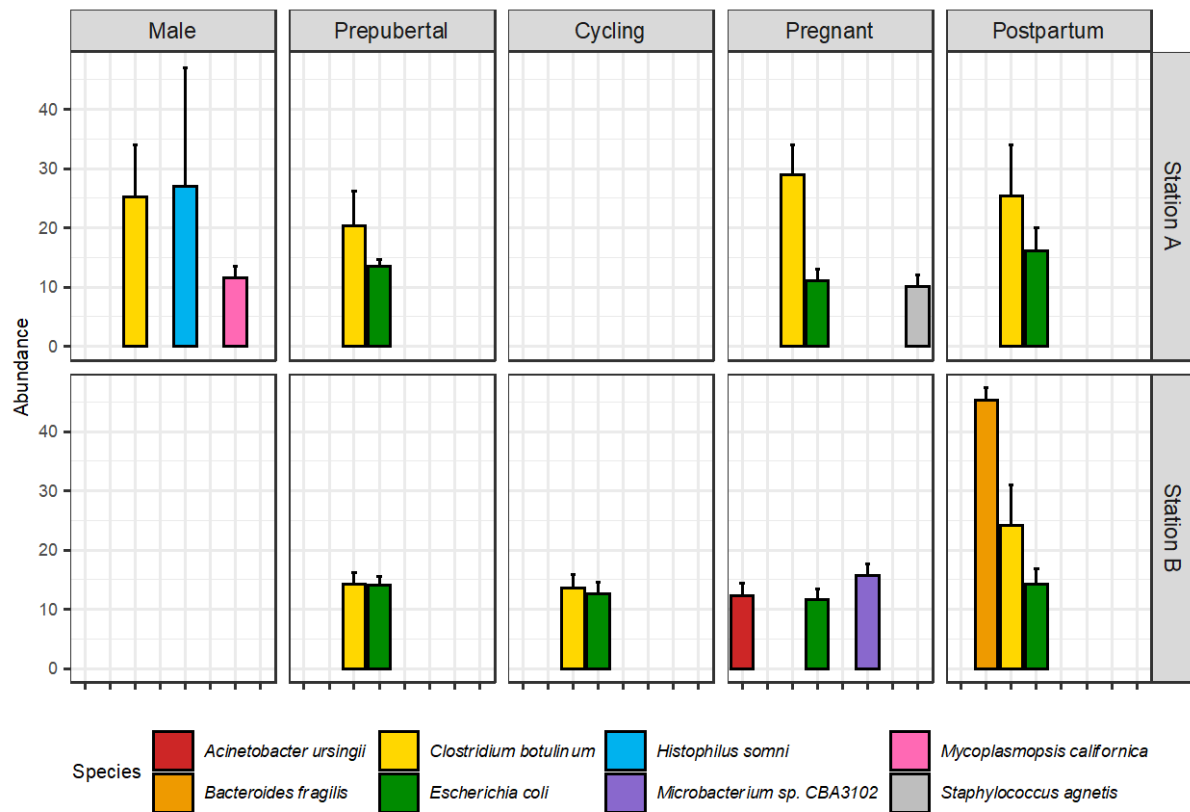 Male Prepubertal Cycling Pregnant Postpartum
40
30
20
10
0
Station A
Abundance
40
30
20
10
0
Station B
Species
Acinetobacter ursingii Clostridium botulinum Histophilus somni Mycoplasmopsis californica
Bacteroides fragilis Escherichia coli Microbacterium sp. CBA3102 Staphylococcus agnetis